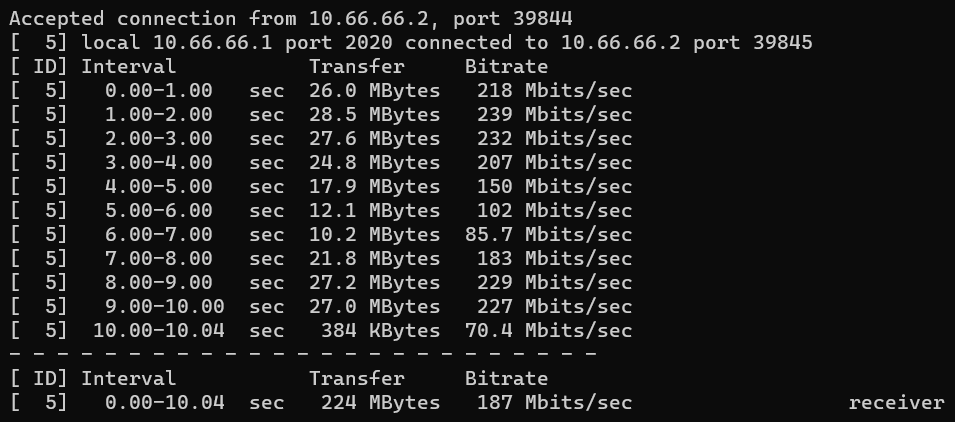 Accepted connection from 10.66.66.2, port 39844
[  5] local 10.66.66.1 port 2020 connected to 10.66.66.2 port 39845
[ ID] Interval           Transfer     Bitrate
[  5]   0.00-1.00   sec  26.0 MBytes   218 Mbits/sec
[  5]   1.00-2.00   sec  28.5 MBytes   239 Mbits/sec
[  5]   2.00-3.00   sec  27.6 MBytes   232 Mbits/sec
[  5]   3.00-4.00   sec  24.8 MBytes   207 Mbits/sec
[  5]   4.00-5.00   sec  17.9 MBytes   150 Mbits/sec
[  5]   5.00-6.00   sec  12.1 MBytes   102 Mbits/sec
[  5]   6.00-7.00   sec  10.2 MBytes  85.7 Mbits/sec
[  5]   7.00-8.00   sec  21.8 MBytes   183 Mbits/sec
[  5]   8.00-9.00   sec  27.2 MBytes   229 Mbits/sec
[  5]   9.00-10.00  sec  27.0 MBytes   227 Mbits/sec
[  5]  10.00-10.04  sec   384 KBytes  70.4 Mbits/sec
- - - - - - - - - - - - - - - - - - - - - - - - -
[ ID] Interval           Transfer     Bitrate
[  5]   0.00-10.04  sec   224 MBytes   187 Mbits/sec                  receiver